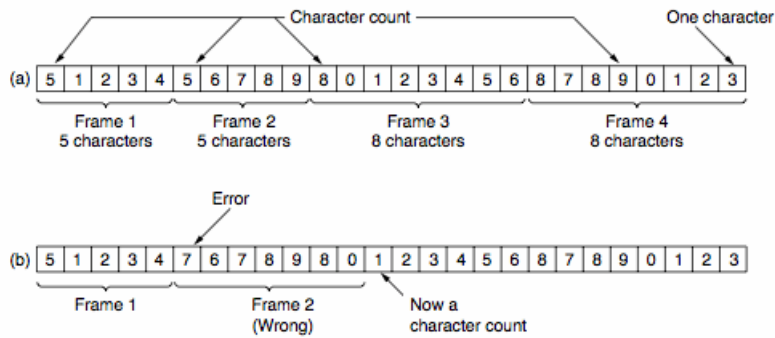 Character count One character
(a) 5 1 2 3 4 5 6 7 8 9 8 0 1 2 3 4 5 6 8 7 8 9 0 1 2 3
Frame 1 Frame 2 Frame 3 Frame 4
5 characters 5 characters 8 characters 8 characters
Error
(b) 5 1 2 3 4 7 6 7 8 9 8 0 1 2 3 4 5 6 8 7 8 9 0 1 2 3
Frame 1 Frame 2 Now a
(Wrong) character count